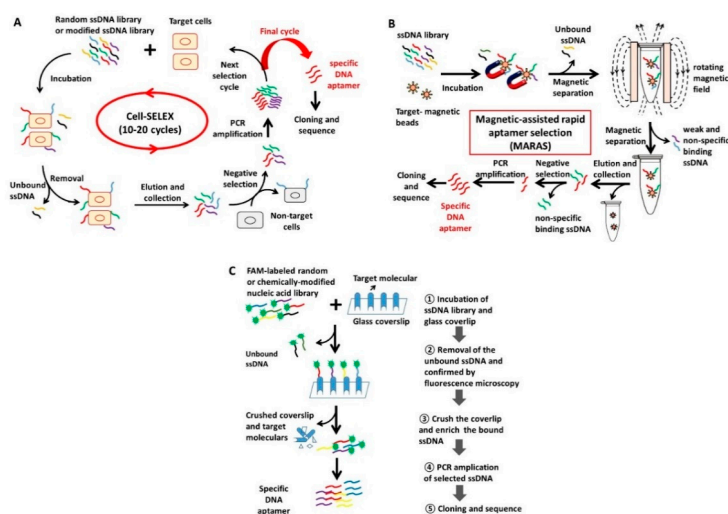 A
Random ssDNA library
or modified ssDNA library
Target cells
Final cycle
specific
DNA
aptamer
Incubation
Next
selection
cycle
Cell-SELEX
(10-20 cycles)
PCR
amplification
Cloning and
sequence
Unbound
ssDNA
Removal
Elution and
collection
Negative
selection
Non-target
cells
B
ssDNA library
Unbound
ssDNA
Incubation
Magnetic
separation
rotating
magnetic
field
Target- magnetic
beads
Magnetic-assisted rapid
aptamer selection
(MARAS)
Magnetic
separation
weak and
non-specific
binding ssDNA
Cloning
and
sequence
PCR
amplification
Negative
selection
Elution and
collection
Specific
DNA
aptamer
non-specific
binding ssDNA
C
FAM-labeled random
or chemically-modified
nucleic acid library
Target molecular
Glass coverslip
Unbound
ssDNA
Crushed coverslip
and target
moleculars
Specific
DNA
aptamer
① Incubation of
ssDNA library and
glass coverlip
② Removal of the
unbound ssDNA and
confirmed by
fluorescence microscopy
③ Crush the coverlip
and enrich the bound
ssDNA
④ PCR amplication
of selected ssDNA
⑤ Cloning and sequence